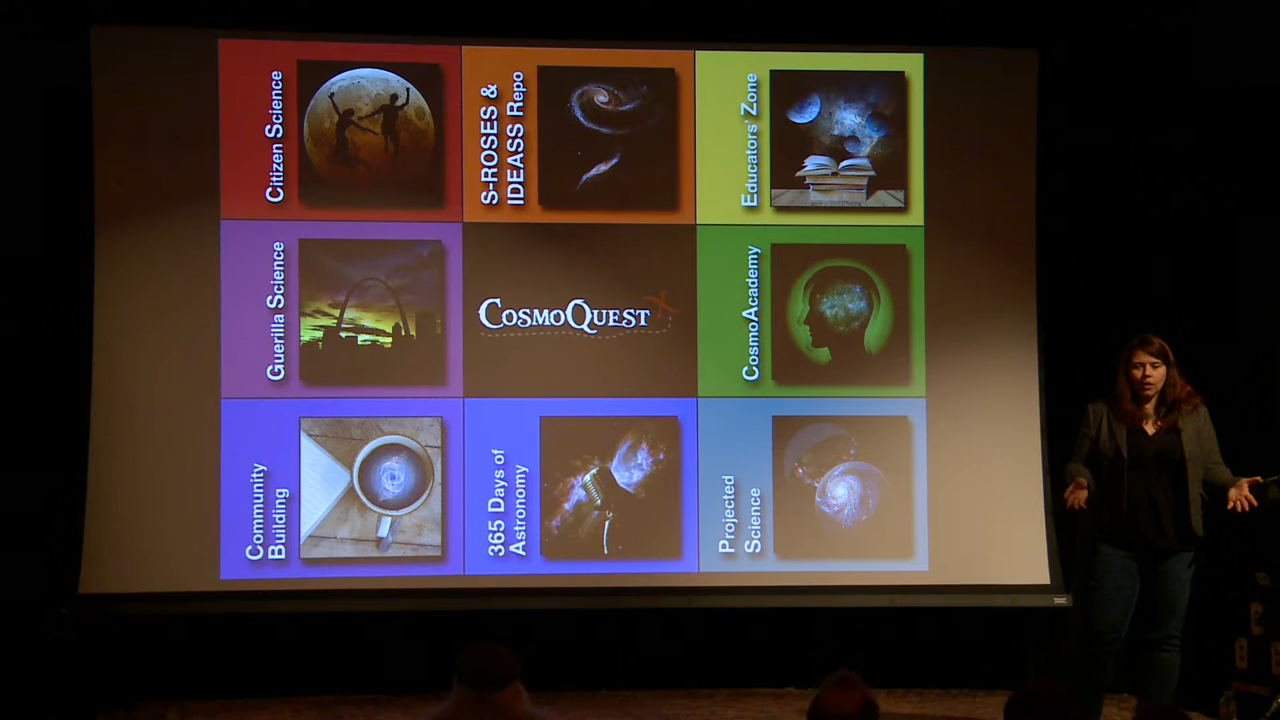 Citizen Science
S-ROSES &
IDEASS Repo
Educators' Zone
Guerilla Science
CosmoQuest
CosmoAcademy
Community
Building
365 Days of
Astronomy
Projected
Science